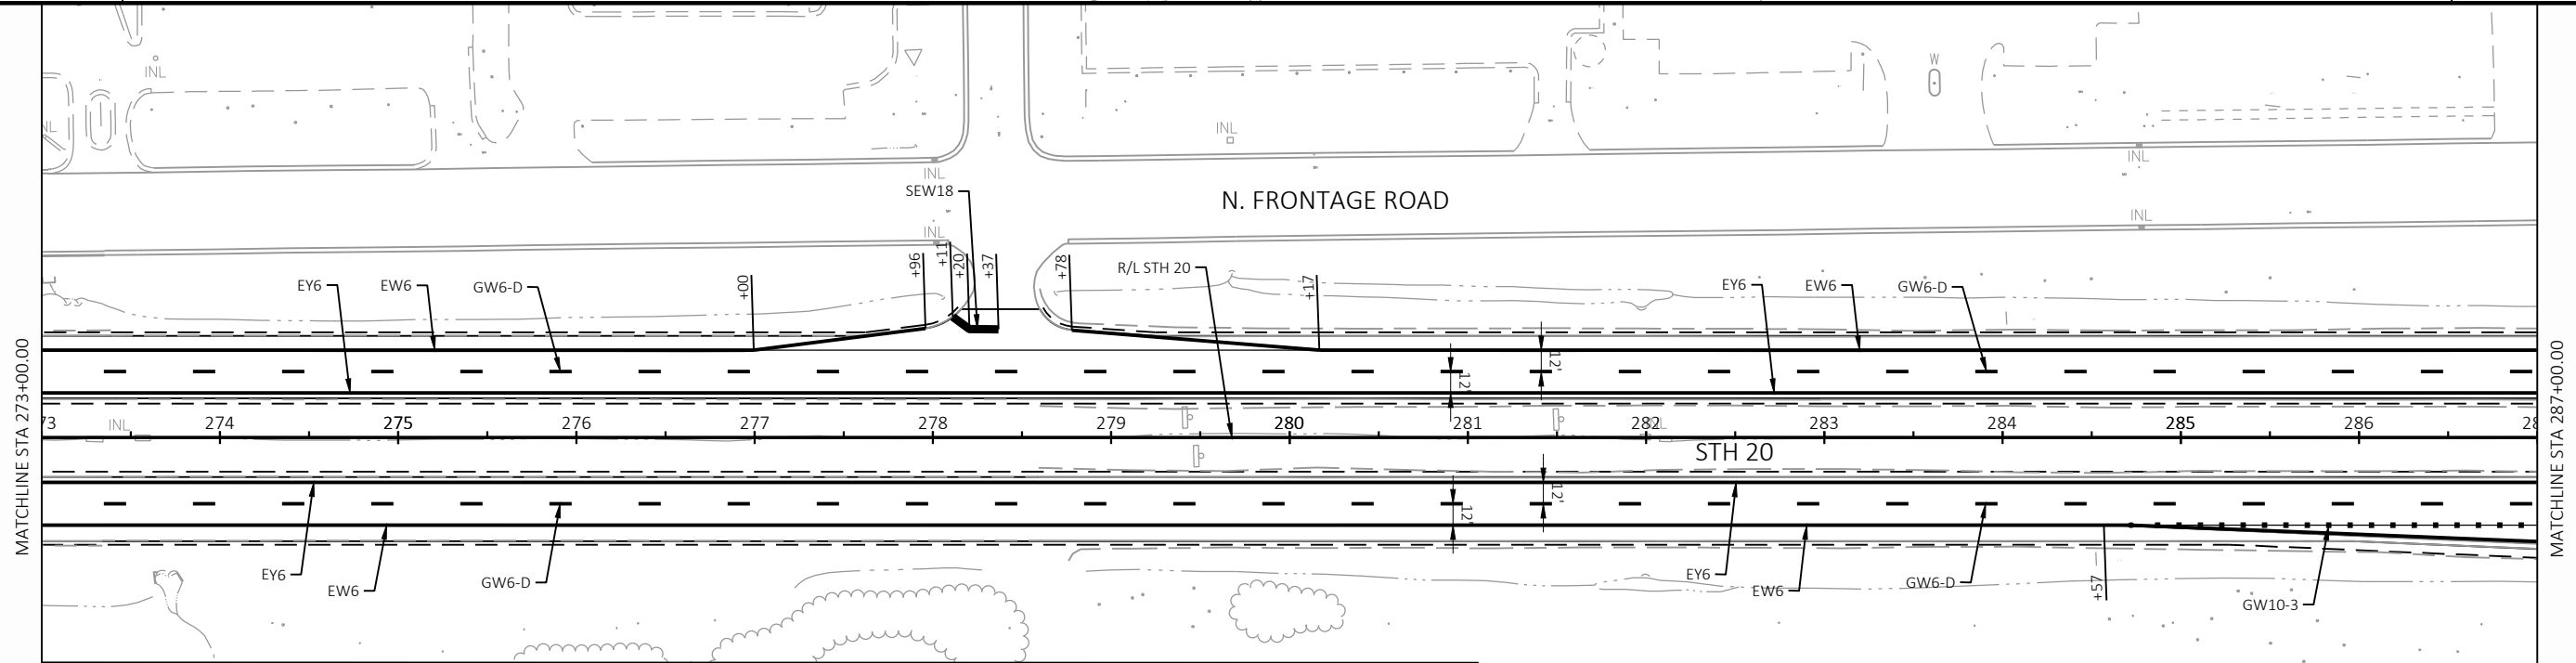 INL
W
NL
INL
INL
INL
SEW18
N. FRONTAGE ROAD
INL
INL
+96
+11
+20
+37
+78
R/L STH 20
+00
+17
EY6
EW6
GW6-D
EY6
EW6
GW6-D
12'
12'
MATCHLINE STA 273+00.00
MATCHLINE STA 287+00.00
73 INL 274 275 276 277 278 279 280 281 282 283 284 285 286 28
STH 20
12'
12'
EY6
EW6
GW6-D
EY6
EW6
GW6-D
+57
GW10-3